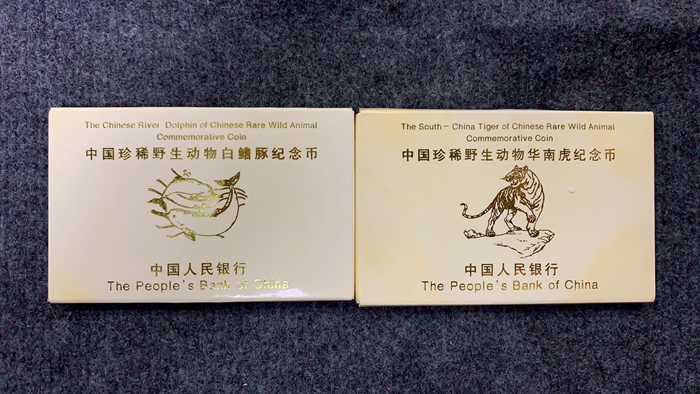 The Chinese River Dolphin of Chinese Rare Wild Animal
Commemorative Coin
中国珍稀野生动物白鱀豚纪念币
中国人民银行
The People's Bank of China
The South-China Tiger of Chinese Rare Wild Animal
Commemorative Coin
中国珍稀野生动物华南虎纪念币
中国人民银行
The People's Bank of China